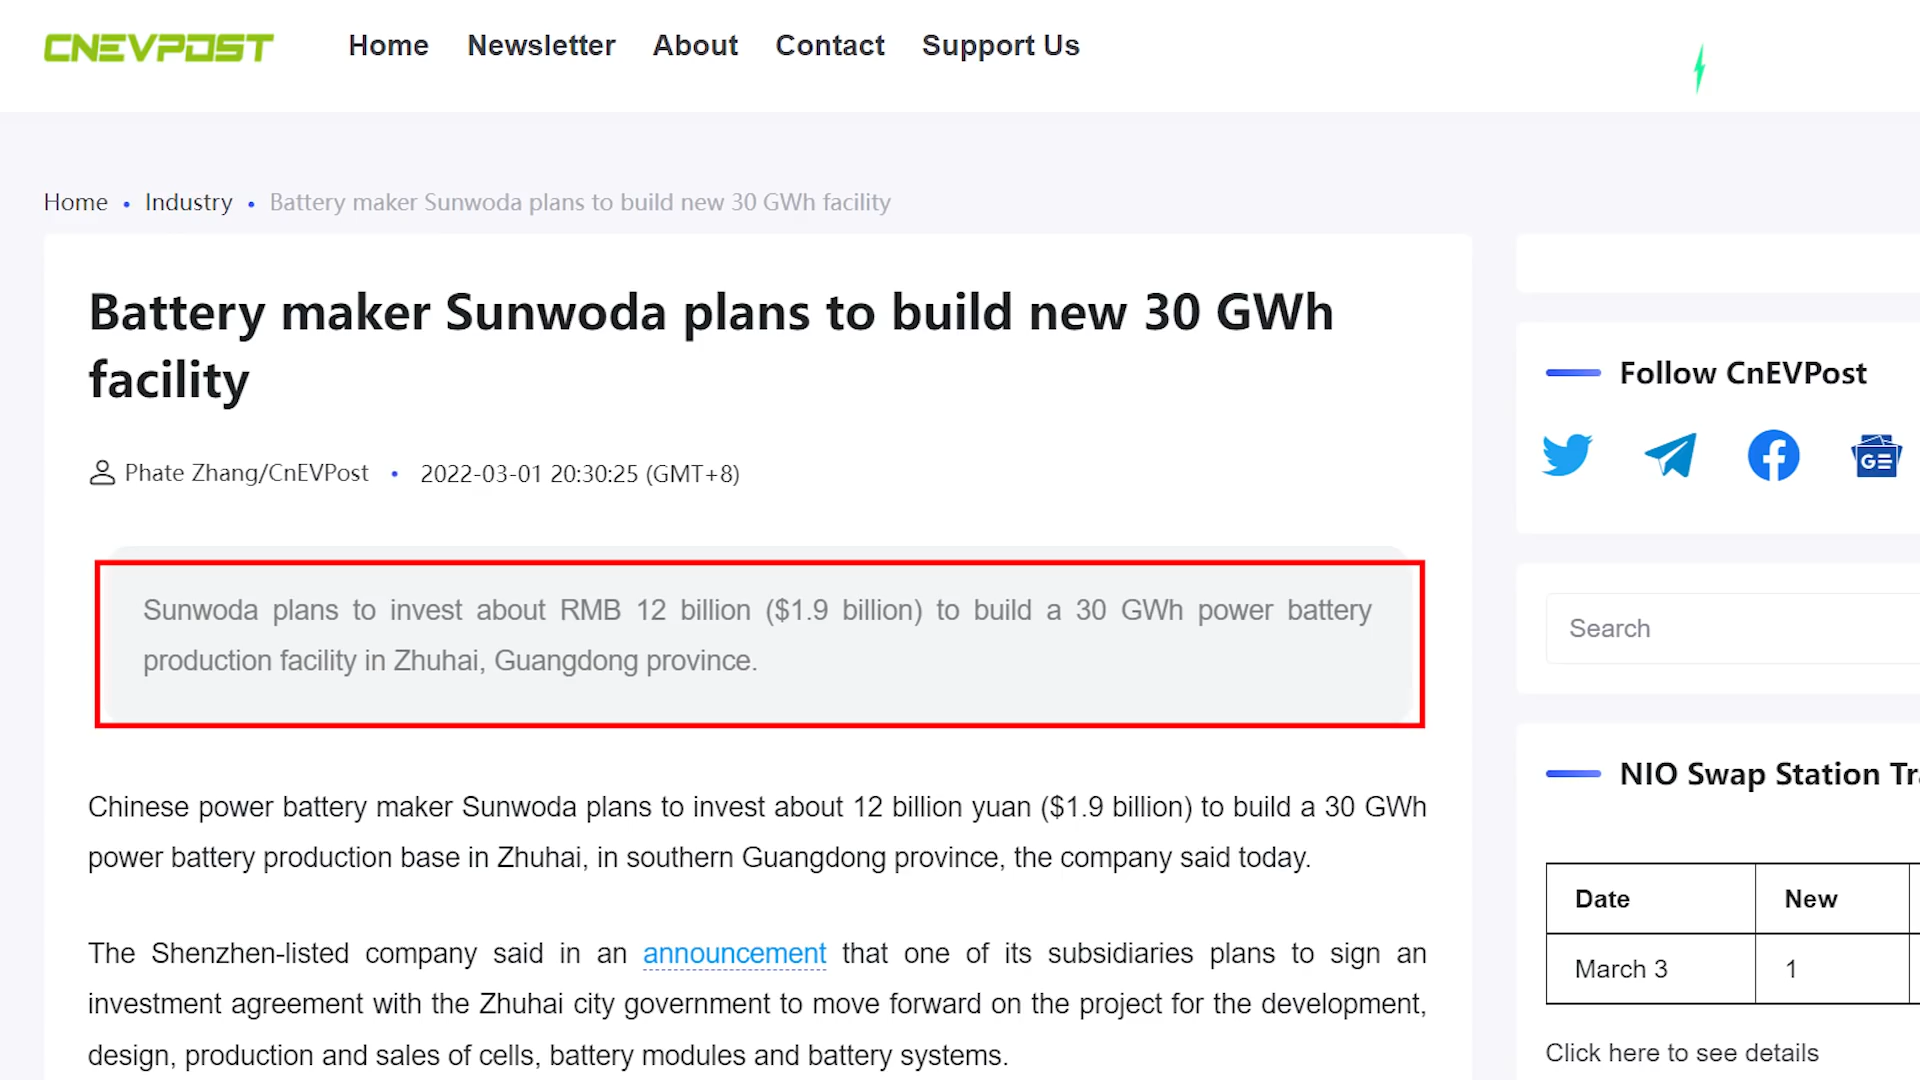 CNEVPOST
Home Newsletter About Contact Support Us
Home • Industry • Battery maker Sunwoda plans to build new 30 GWh facility
Battery maker Sunwoda plans to build new 30 GWh
facility
Phate Zhang/CnEVPost • 2022-03-01 20:30:25 (GMT+8)
Sunwoda plans to invest about RMB 12 billion ($1.9 billion) to build a 30 GWh power battery
production facility in Zhuhai, Guangdong province.
Chinese power battery maker Sunwoda plans to invest about 12 billion yuan ($1.9 billion) to build a 30 GWh
power battery production base in Zhuhai, in southern Guangdong province, the company said today.
The Shenzhen-listed company said in an announcement that one of its subsidiaries plans to sign an
investment agreement with the Zhuhai city government to move forward on the project for the development,
design, production and sales of cells, battery modules and battery systems.
Follow CnEVPost
GE
Search
NIO Swap Station
Date New
March 3 1
Click here to see details